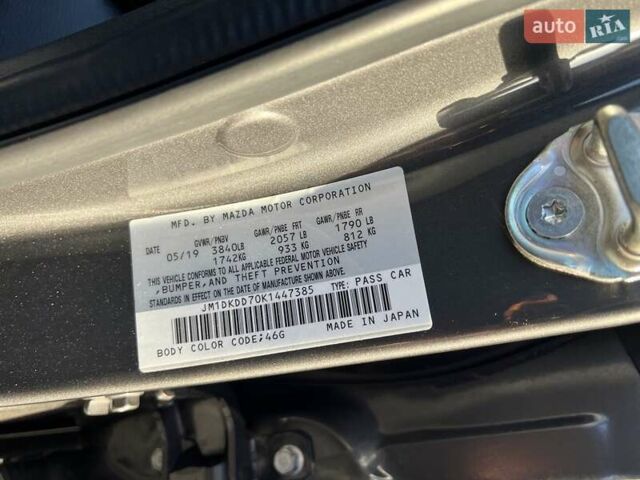 auto RIA
.com
MFD. BY MAZDA MOTOR CORPORATION
DATE GVWR/PNBV GAWR/PNBE FRT GAWR/PNBE RR
05/19 3840LB 2057 LB 1790 LB
1742KG 933 KG 812 KG
THIS VEHICLE CONFORMS TO ALL APPLICABLE FEDERAL MOTOR VEHICLE SAFETY
,BUMPER,AND THEFT PREVENTION
STANDARDS IN EFFECT ON THE DATE OF MANUFACTURE SHOWN ABOVE.
JM1DKDD70K1447385 TYPE: PASS CAR
BODY COLOR CODE;46G MADE IN JAPAN